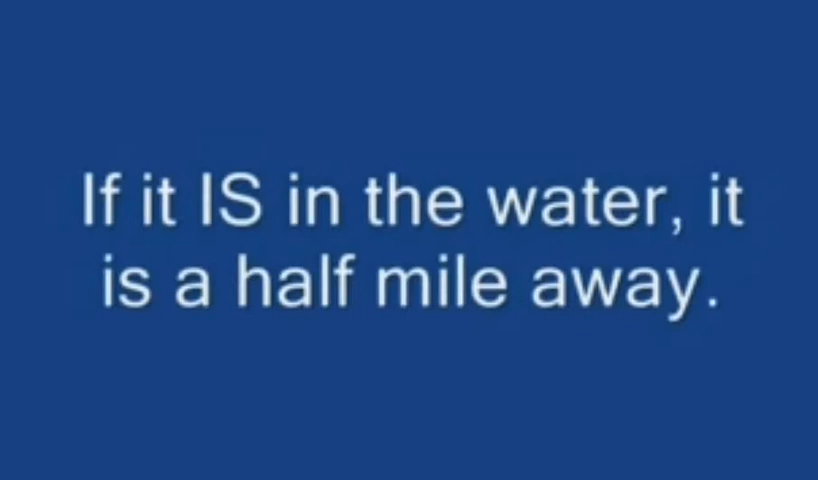 If it IS in the water, it
is a half mile away.